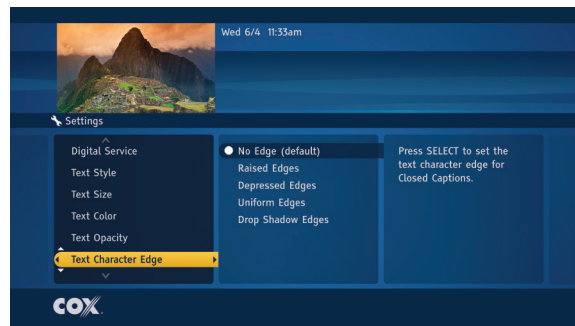 Wed 6/4 11:33am
Settings
Digital Service
Text Style
Text Size
Text Color
Text Opacity
Text Character Edge
No Edge (default)
Raised Edges
Depressed Edges
Uniform Edges
Drop Shadow Edges
Press SELECT to set the
text character edge for
Closed Captions.
COX.